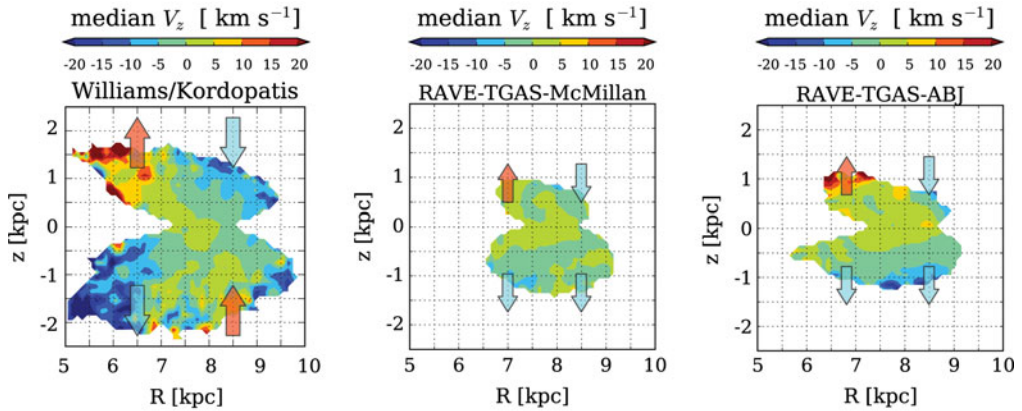 median V_z [ km s⁻¹]
-20 -15 -10 -5 0 5 10 15 20
Williams/Kordopatis
2
1
0
-1
-2
z [kpc]
5 6 7 8 9 10
R [kpc]
median V_z [ km s⁻¹]
-20 -15 -10 -5 0 5 10 15 20
RAVE-TGAS-McMillan
2
1
0
-1
-2
z [kpc]
5 6 7 8 9 10
R [kpc]
median V_z [ km s⁻¹]
-20 -15 -10 -5 0 5 10 15 20
RAVE-TGAS-ABJ
2
1
0
-1
-2
z [kpc]
5 6 7 8 9 10
R [kpc]